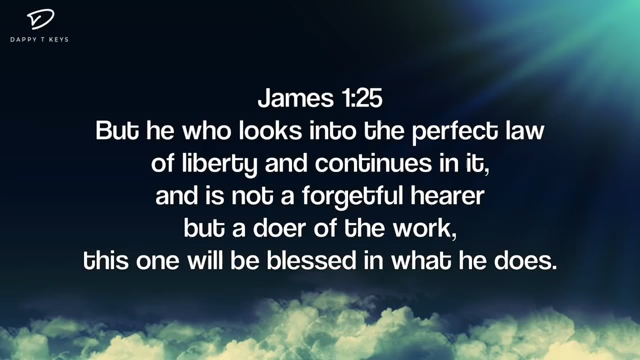 DAPPY T KEYS
James 1:25
But he who looks into the perfect law
of liberty and continues in it,
and is not a forgetful hearer
but a doer of the work,
this one will be blessed in what he does.